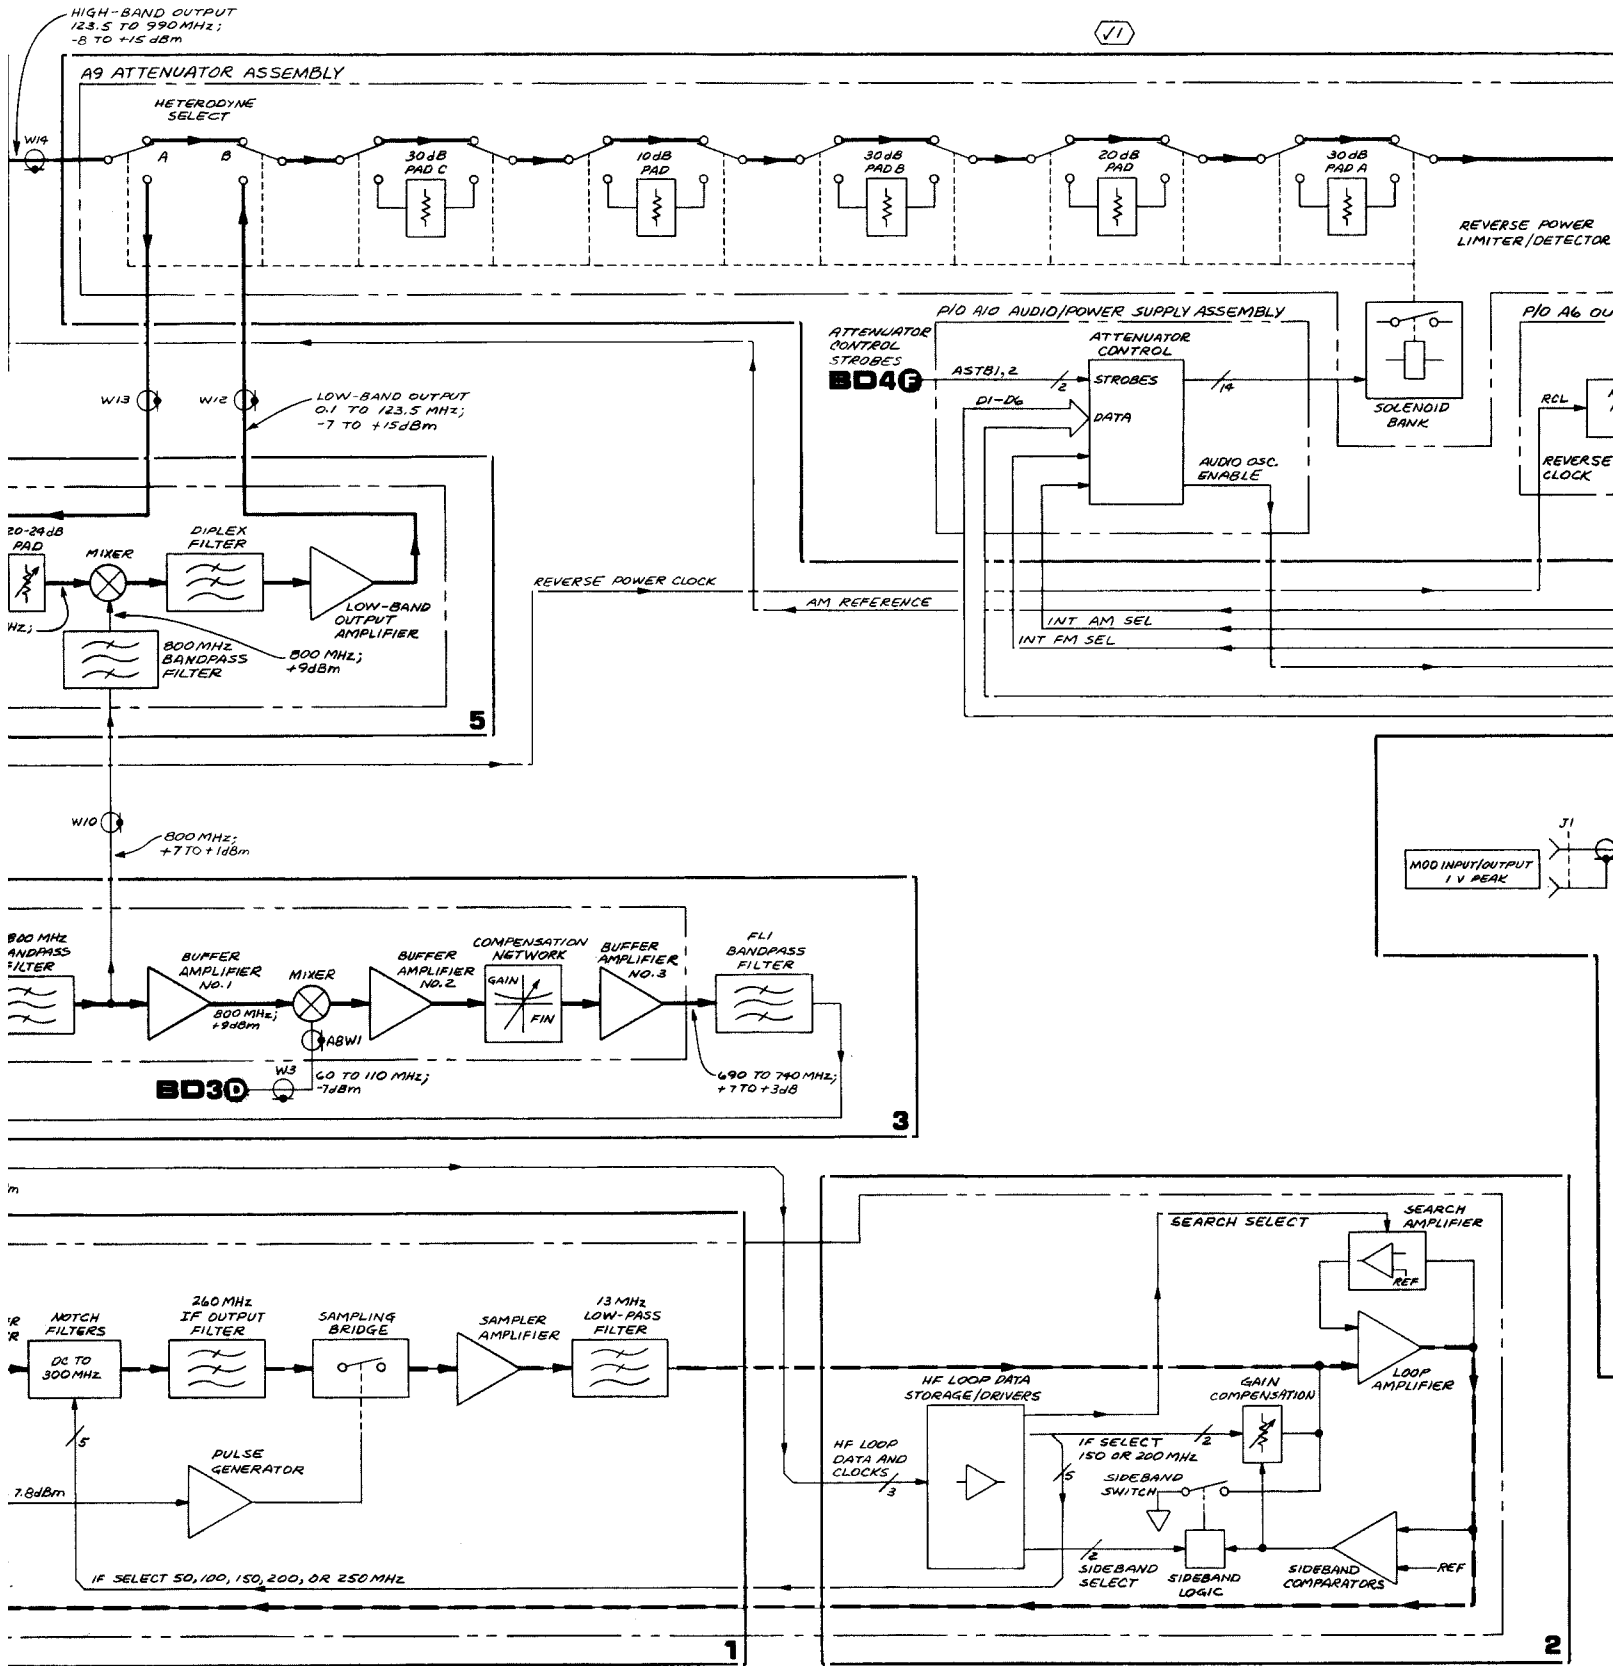 HIGH-BAND OUTPUT
123.5 TO 990 MHz;
-8 TO +15 dBm
√1
A9 ATTENUATOR ASSEMBLY
HETERODYNE
SELECT
W14
A
B
30dB
PAD C
10dB
PAD
30dB
PAD B
20dB
PAD
30dB
PAD A
REVERSE POWER
LIMITER/DETECTOR
P/O A10 AUDIO/POWER SUPPLY ASSEMBLY
P/O A6 OU
ATTENUATOR
CONTROL
STROBES
BD4 F
ASTB1,2
2
ATTENUATOR
CONTROL
STROBES
14
D1-D6
DATA
AUDIO OSC.
ENABLE
SOLENOID
BANK
RCL
REVERSE
CLOCK
W13
W12
LOW-BAND OUTPUT
0.1 TO 123.5 MHz;
-7 TO +15dBm
20-24dB
PAD
MIXER
DIPLEX
FILTER
LOW-BAND
OUTPUT
AMPLIFIER
HZ;
800 MHz
BANDPASS
FILTER
800 MHz;
+9dBm
5
REVERSE POWER CLOCK
AM REFERENCE
INT AM SEL
INT FM SEL
W10
800 MHz;
+7 TO +1dBm
J1
MOD INPUT/OUTPUT
1 V PEAK
800 MHz
ANDPASS
FILTER
BUFFER
AMPLIFIER
NO.1
800 MHz;
+9dBm
MIXER
A8W1
BUFFER
AMPLIFIER
NO.2
COMPENSATION
NETWORK
GAIN
FIN
BUFFER
AMPLIFIER
NO.3
FL1
BANDPASS
FILTER
BD3 D
W3
60 TO 110 MHz;
-7dBm
690 TO 740 MHz;
+7 TO +3dB
3
m
SEARCH SELECT
SEARCH
AMPLIFIER
REF
ER
R
NOTCH
FILTERS
DC TO
300 MHz
260 MHz
IF OUTPUT
FILTER
SAMPLING
BRIDGE
SAMPLER
AMPLIFIER
13 MHz
LOW-PASS
FILTER
LOOP
AMPLIFIER
HF LOOP DATA
STORAGE/DRIVERS
GAIN
COMPENSATION
5
PULSE
GENERATOR
7.8dBm
HF LOOP
DATA AND
CLOCKS
3
IF SELECT
150 OR 200 MHz
2
5
SIDEBAND
SWITCH
2
SIDEBAND
SELECT
SIDEBAND
LOGIC
SIDEBAND
COMPARATORS
REF
IF SELECT 50, 100, 150, 200, OR 250 MHz
1
2